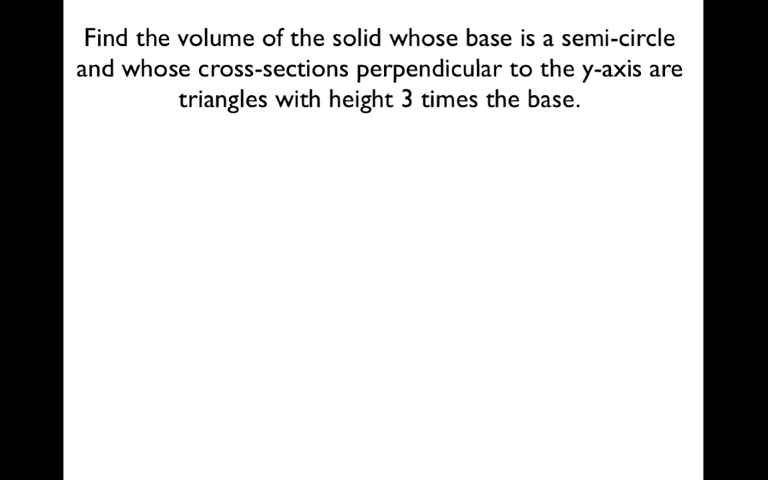 Find the volume of the solid whose base is a semi-circle
and whose cross-sections perpendicular to the y-axis are
triangles with height 3 times the base.